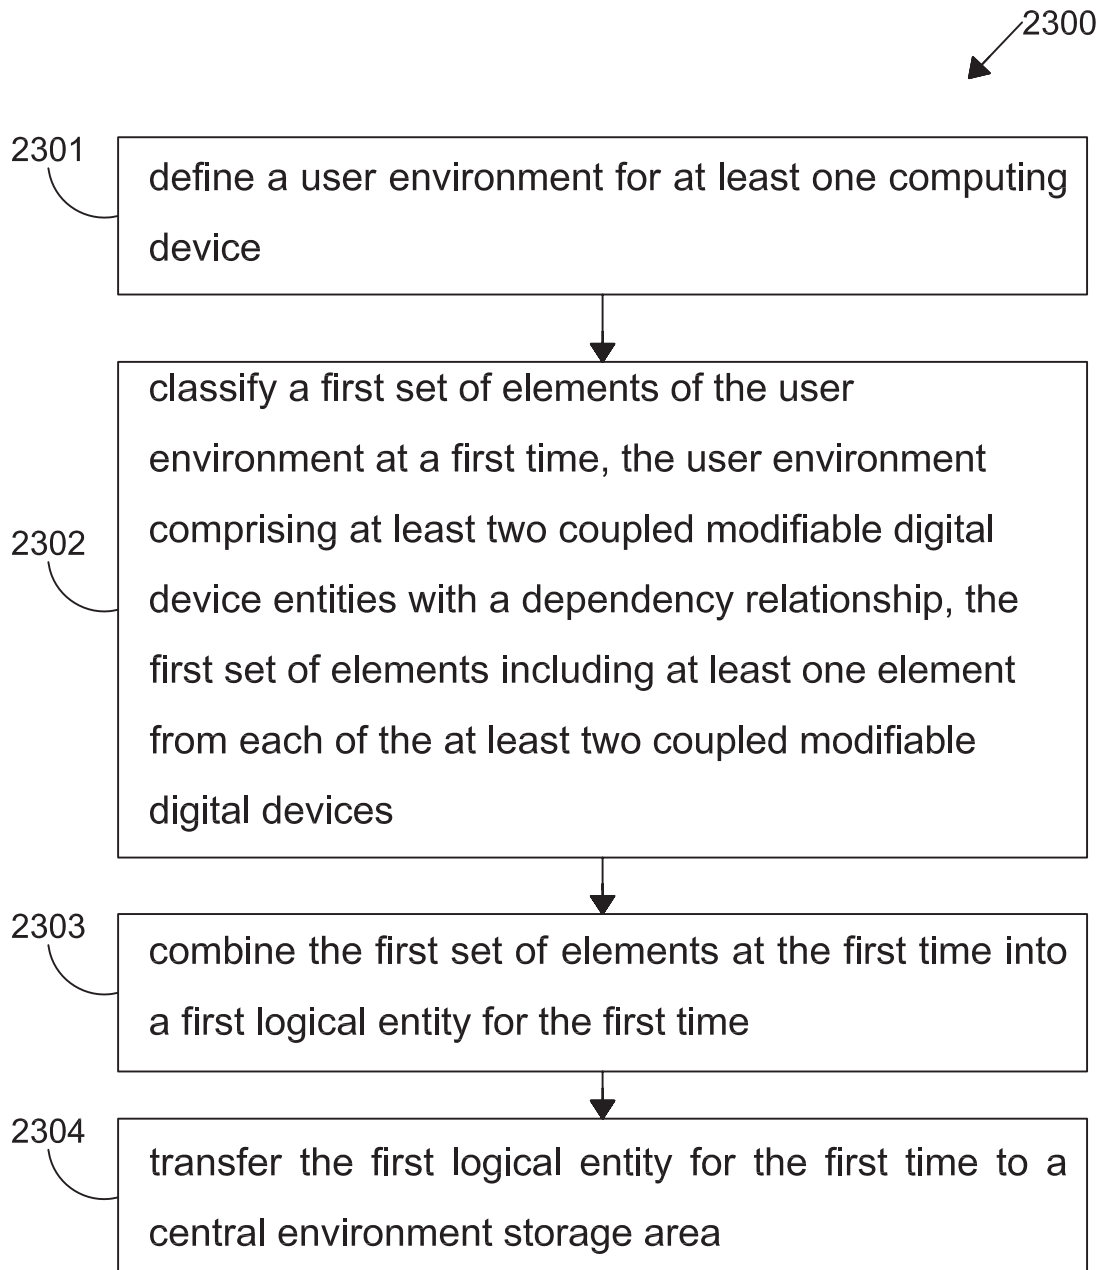 2300
2301
define a user environment for at least one computing
device
2302
classify a first set of elements of the user
environment at a first time, the user environment
comprising at least two coupled modifiable digital
device entities with a dependency relationship, the
first set of elements including at least one element
from each of the at least two coupled modifiable
digital devices
2303
combine the first set of elements at the first time into
a first logical entity for the first time
2304
transfer the first logical entity for the first time to a
central environment storage area